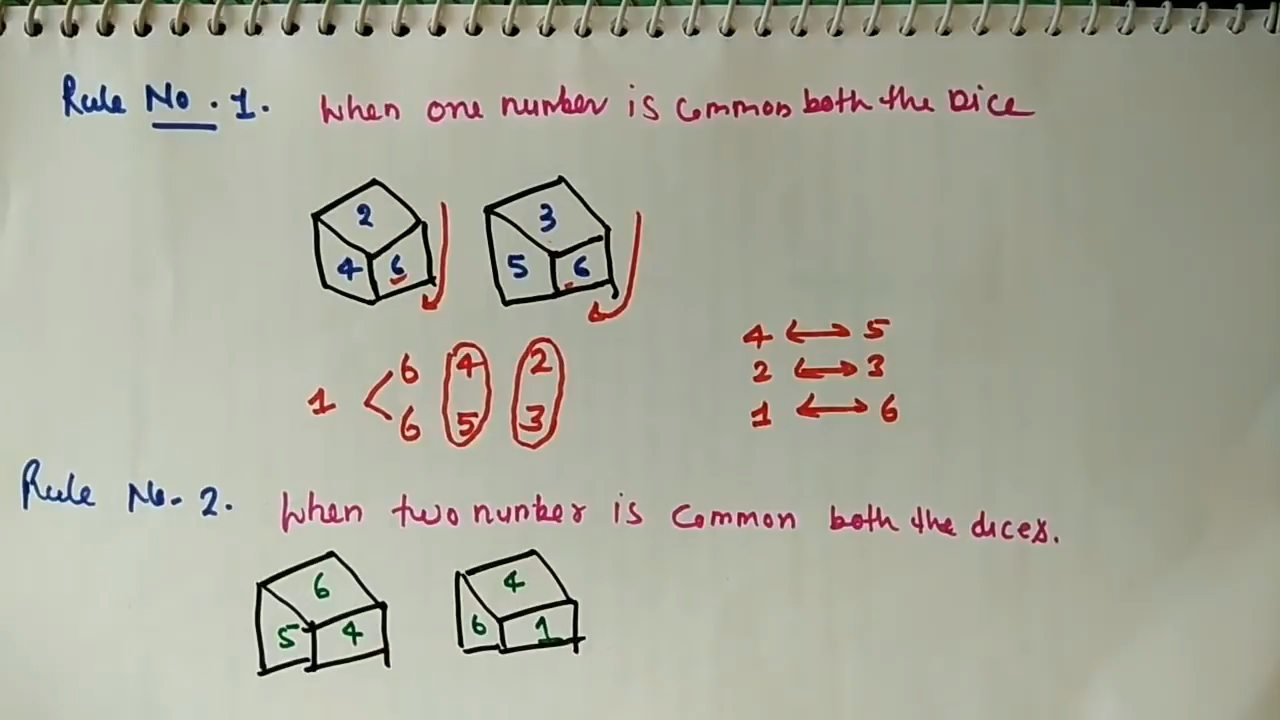 Rule No. 1. When one number is common both the Dice
2 3
4 6 5 6
4 ↔ 5
2 ↔ 3
1 ↔ 6
1 < 6 4 2
6 5 3
Rule No. 2. When two number is common both the dices.
6 4
5 4 6 1